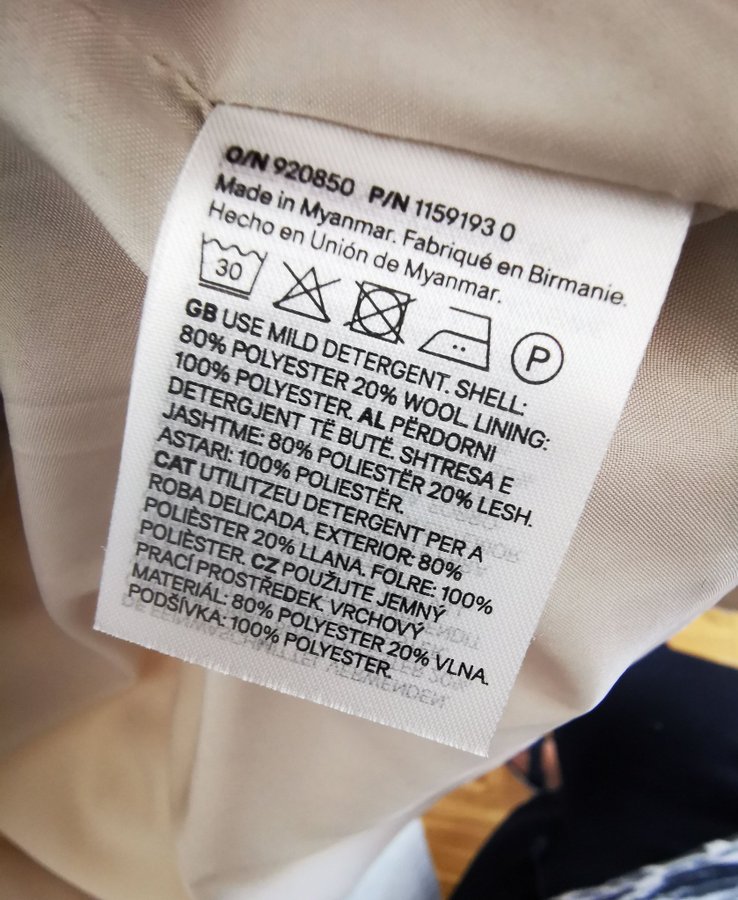 O/N 920850 P/N 1159193 0
Made in Myanmar. Fabriqué en Birmanie.
Hecho en Unión de Myanmar.
30 P
GB USE MILD DETERGENT. SHELL:
80% POLYESTER 20% WOOL. LINING:
100% POLYESTER. AL PËRDORNI
DETERGJENT TË BUTË. SHTRESA E
JASHTME: 80% POLIESTËR 20% LESH.
ASTARI: 100% POLIESTËR.
CAT UTILITZEU DETERGENT PER A
ROBA DELICADA. EXTERIOR: 80%
POLIÈSTER 20% LLANA. FOLRE: 100%
POLIÈSTER. CZ POUŽIJTE JEMNÝ
PRACÍ PROSTŘEDEK. VRCHOVÝ
MATERIÁL: 80% POLYESTER 20% VLNA.
PODŠÍVKA: 100% POLYESTER.